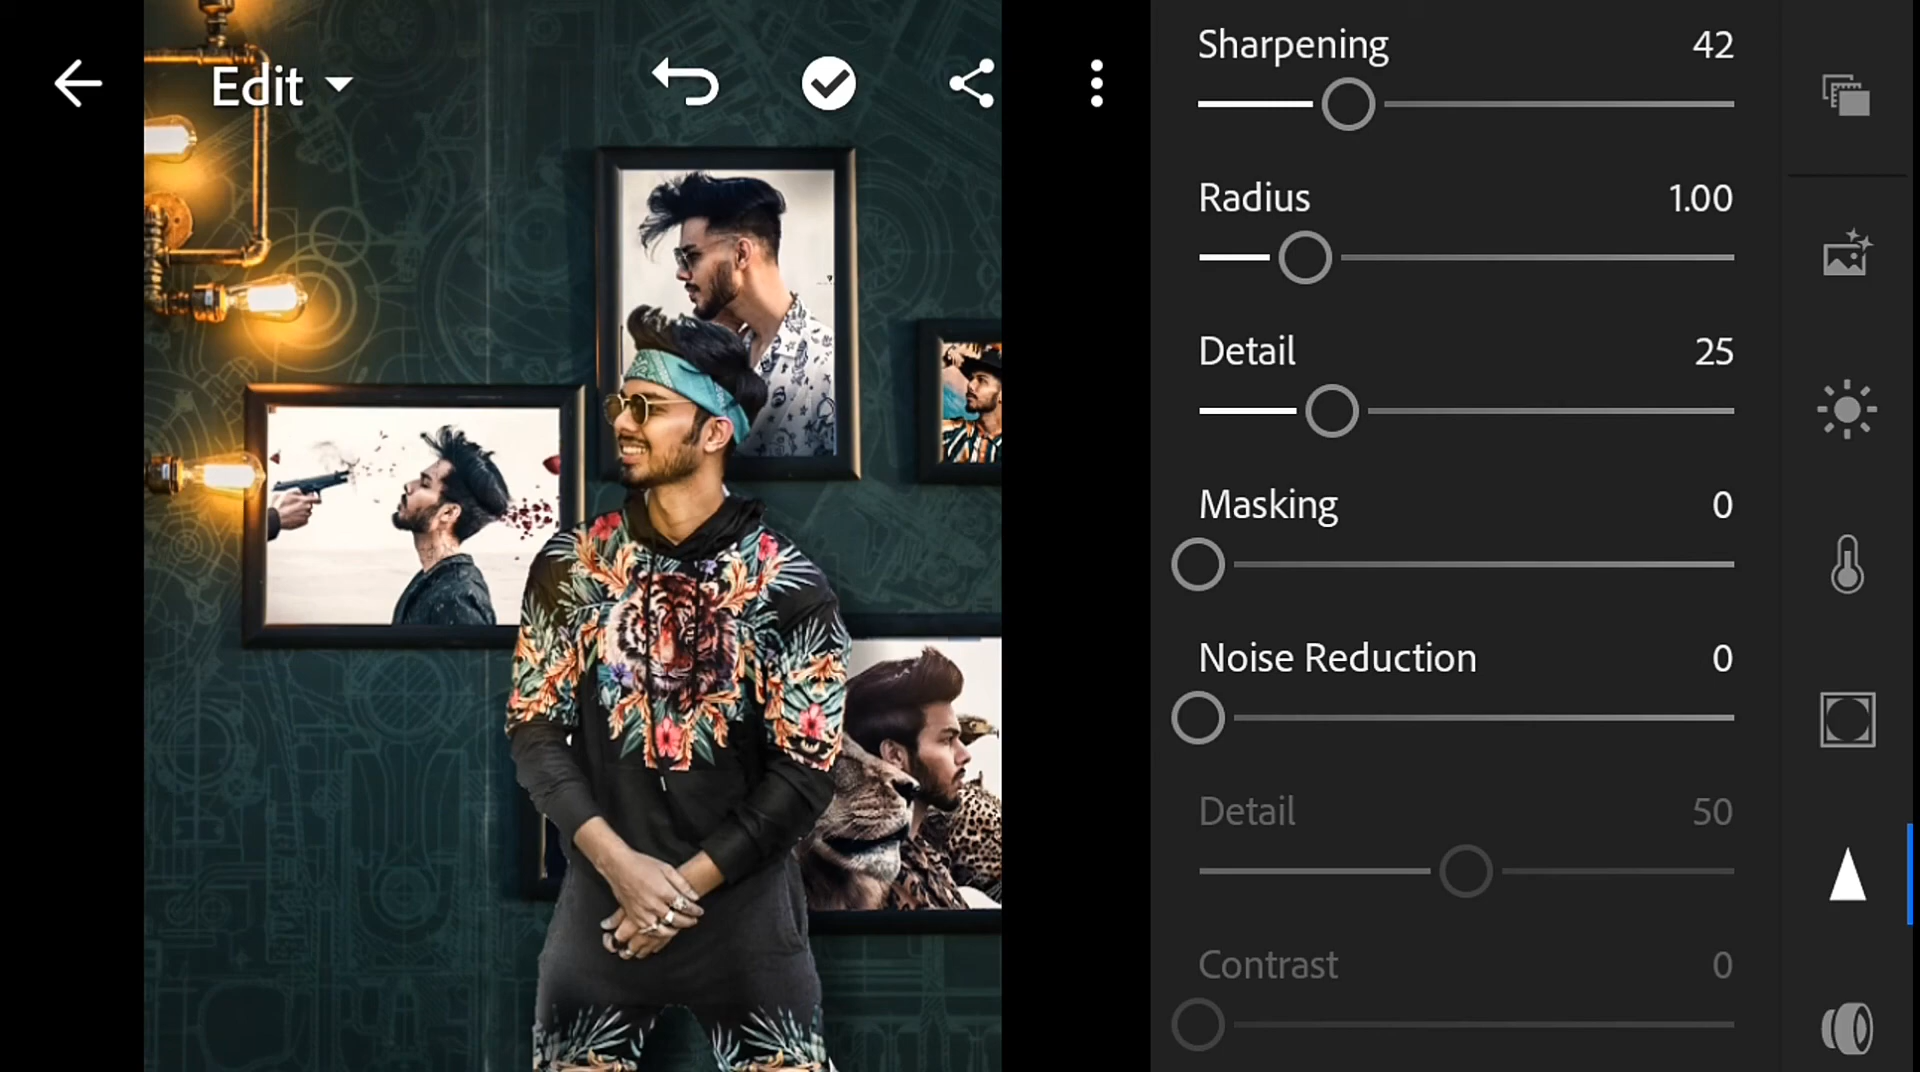 Edit
Sharpening 42
Radius 1.00
Detail 25
Masking 0
Noise Reduction 0
Detail 50
Contrast 0